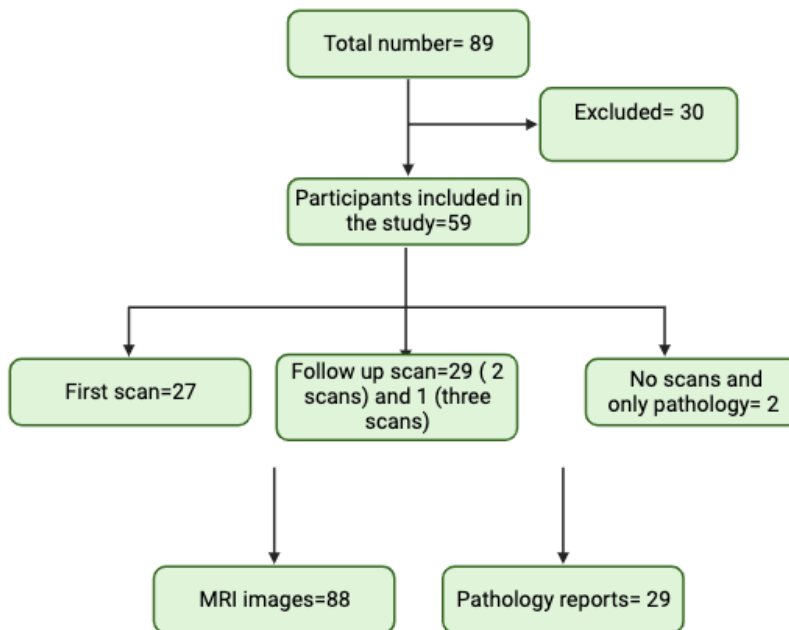 Total number= 89
Excluded= 30
Participants included in
the study=59
First scan=27
Follow up scan=29 ( 2
scans) and 1 (three
scans)
No scans and
only pathology= 2
MRI images=88
Pathology reports= 29